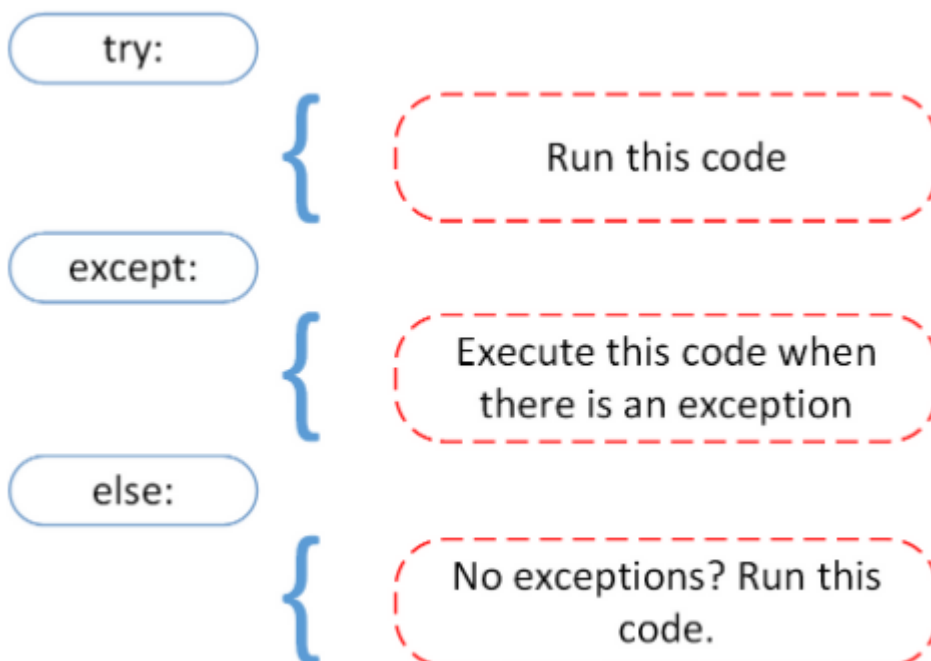 try:
Run this code
except:
Execute this code when
there is an exception
else:
No exceptions? Run this
code.